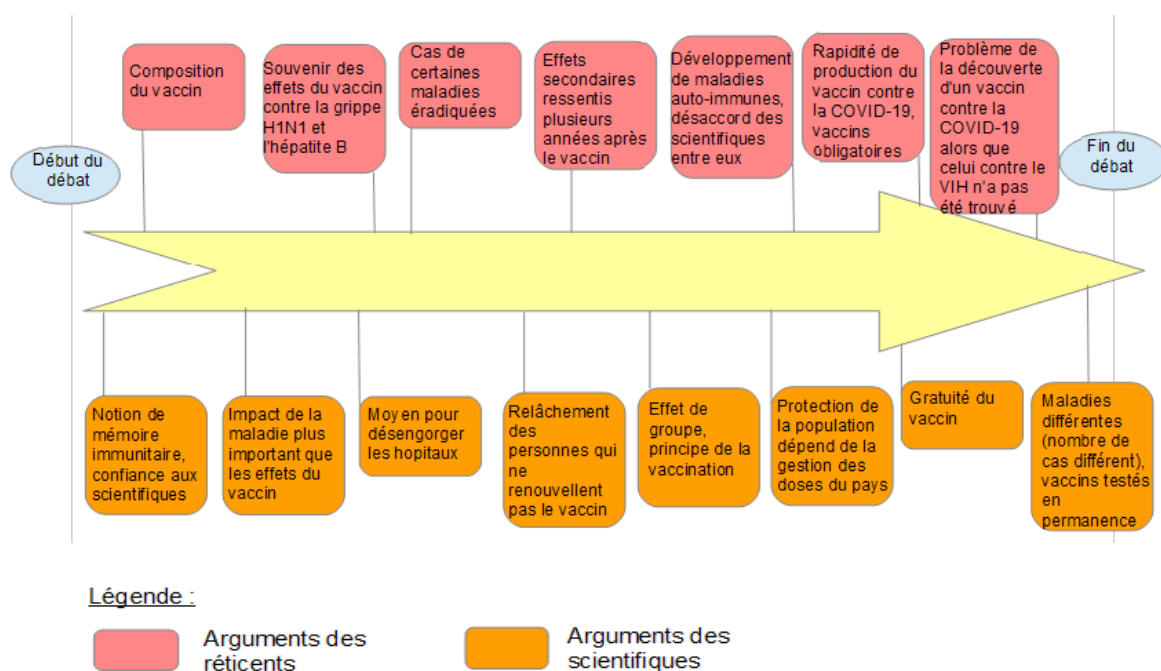 Début du
débat
Composition
du vaccin
Souvenir des
effets du vaccin
contre la grippe
H1N1 et
l'hépatite B
Cas de
certaines
maladies
éradiquées
Effets
secondaires
ressentis
plusieurs
années après
le vaccin
Développement
de maladies
auto-immunes,
désaccord des
scientifiques
entre eux
Rapidité de
production du
vaccin contre
la COVID-19,
vaccins
obligatoires
Problème de
la découverte
d'un vaccin
contre la
COVID-19
alors que
celui contre le
VIH n'a pas
été trouvé
Fin du
débat
Notion de
mémoire
immunitaire,
confiance aux
scientifiques
Impact de la
maladie plus
important que
les effets du
vaccin
Moyen pour
désengorger
les hopitaux
Relâchement
des
personnes qui
ne
renouvellent
pas le vaccin
Effet de
groupe,
principe de la
vaccination
Protection de
la population
dépend de la
gestion des
doses du pays
Gratuité du
vaccin
Maladies
différentes
(nombre de
cas différent),
vaccins testés
en
permanence
Légende :
Arguments des
réticents
Arguments des
scientifiques